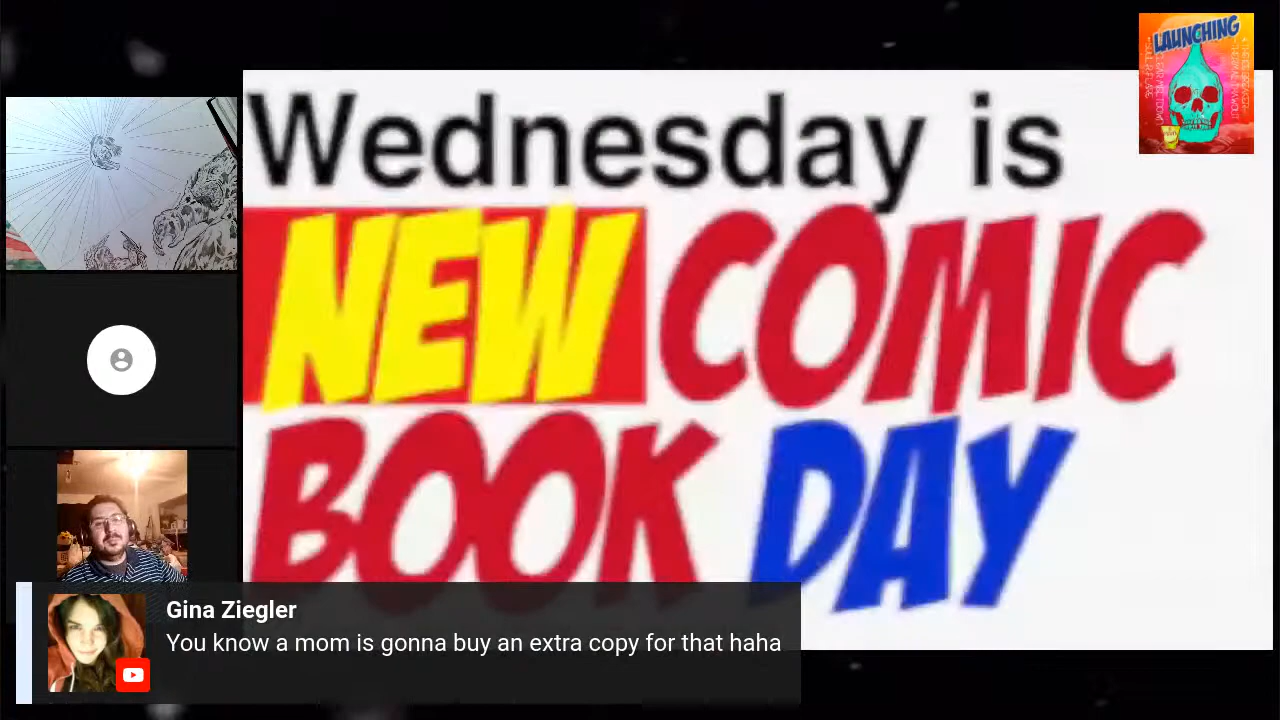 LAUNCHING
Wednesday is
NEW COMIC
BOOK DAY
Gina Ziegler
You know a mom is gonna buy an extra copy for that haha